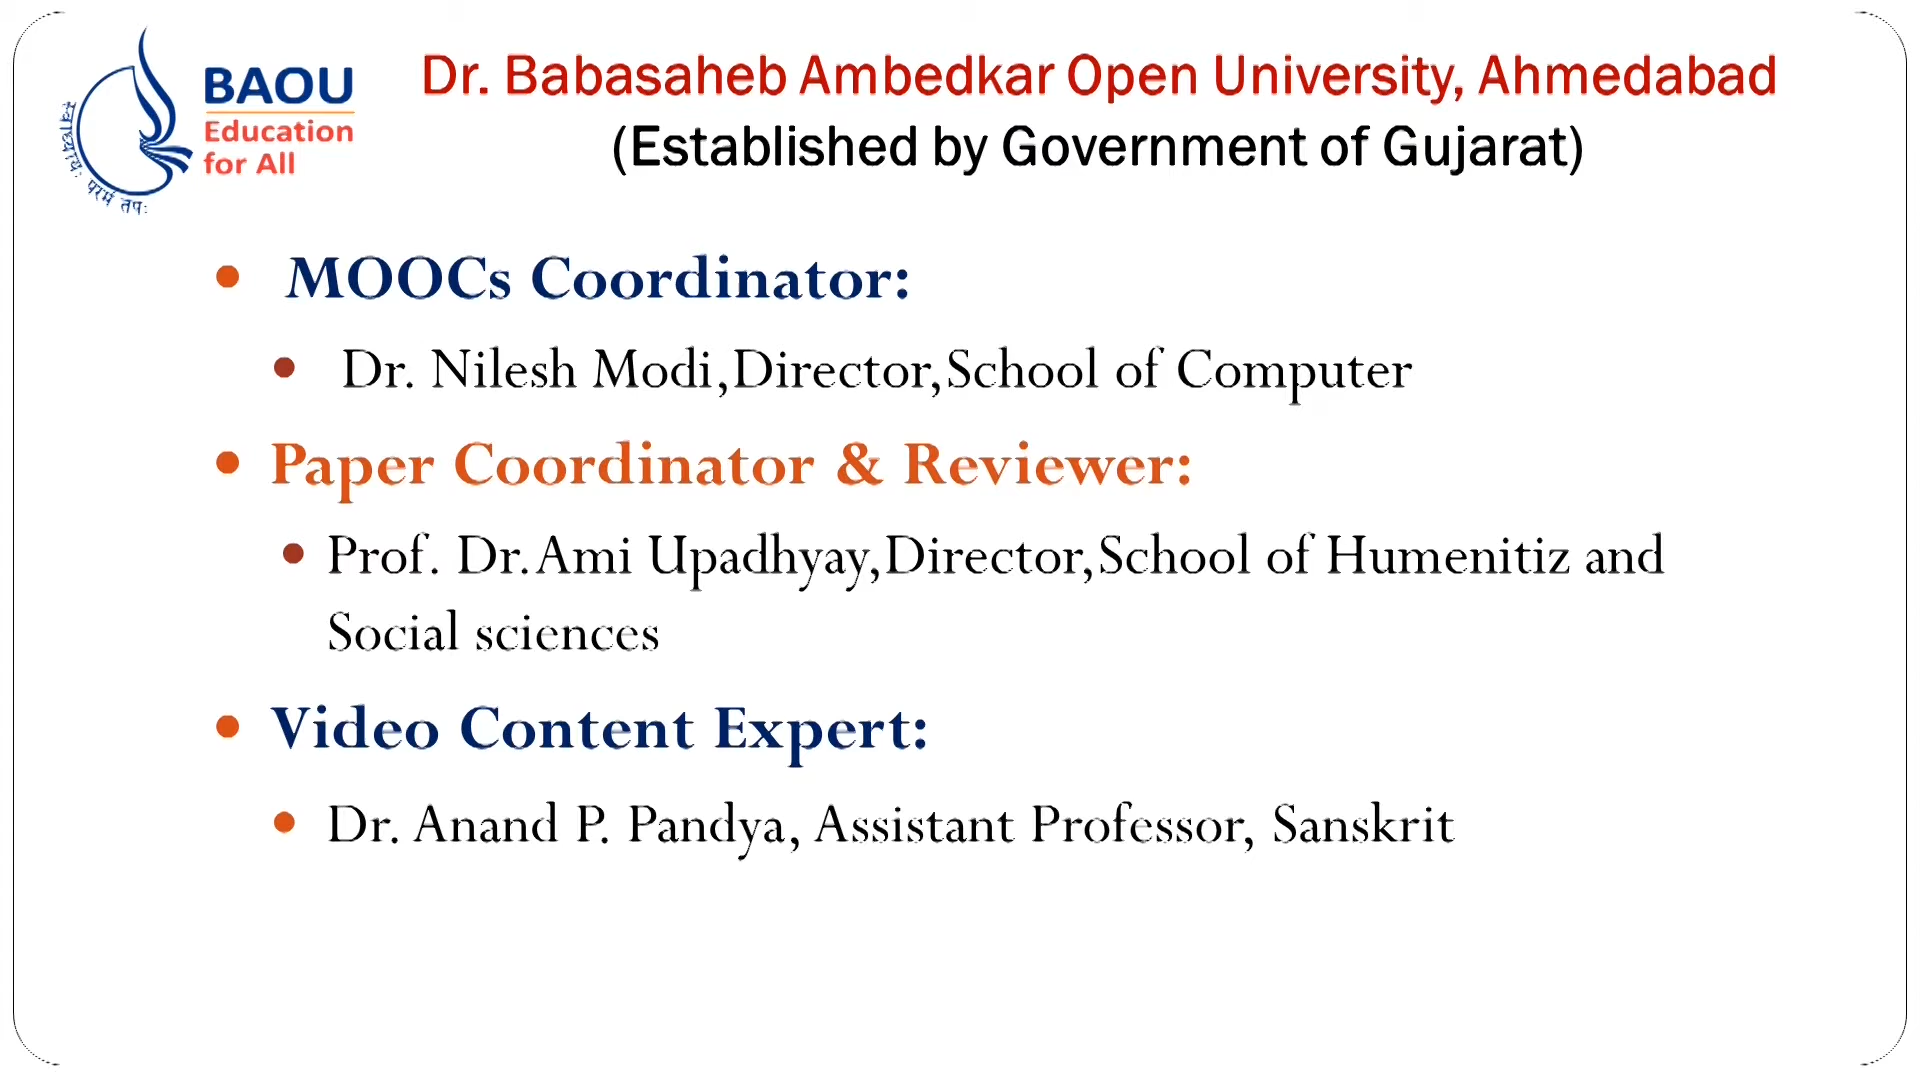 BAOU
Education
for All
स्वाध्यायः परमं तपः
Dr. Babasaheb Ambedkar Open University, Ahmedabad
(Established by Government of Gujarat)
MOOCs Coordinator:
Dr. Nilesh Modi,Director,School of Computer
Paper Coordinator & Reviewer:
Prof. Dr. Ami Upadhyay,Director,School of Humenitiz and
Social sciences
Video Content Expert:
Dr. Anand P. Pandya, Assistant Professor, Sanskrit